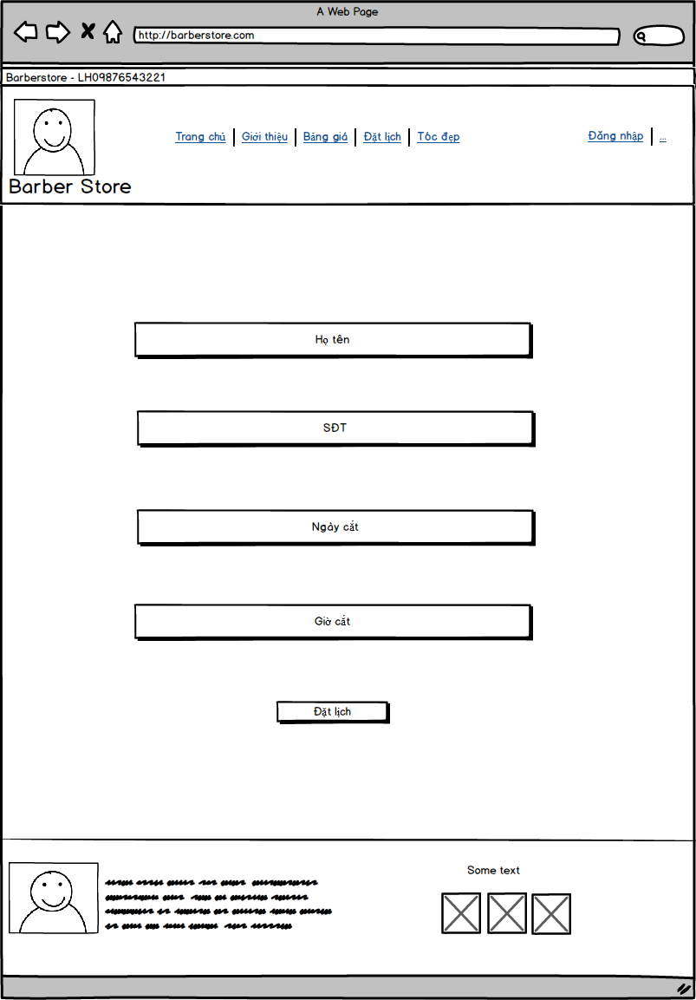 A Web Page
http://barberstore.com
Barberstore - LH09876543221
Trang chủ Giới thiệu Bảng giá Đặt lịch Tóc đẹp Đăng nhập ...
Barber Store
Họ tên
SĐT
Ngày cắt
Giờ cắt
Đặt lịch
Some text